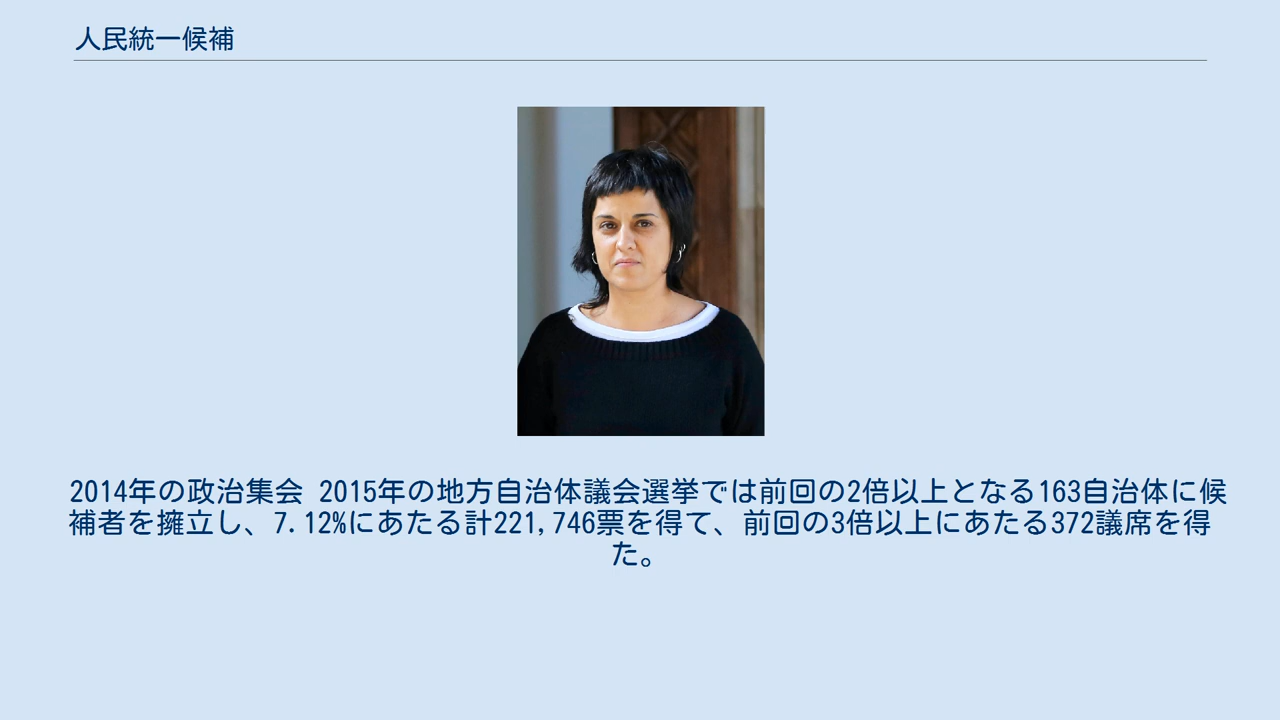 人民統一候補
2014年の政治集会 2015年の地方自治体議会選挙では前回の2倍以上となる163自治体に候
補者を擁立し、7.12%にあたる計221,746票を得て、前回の3倍以上にあたる372議席を得
た。